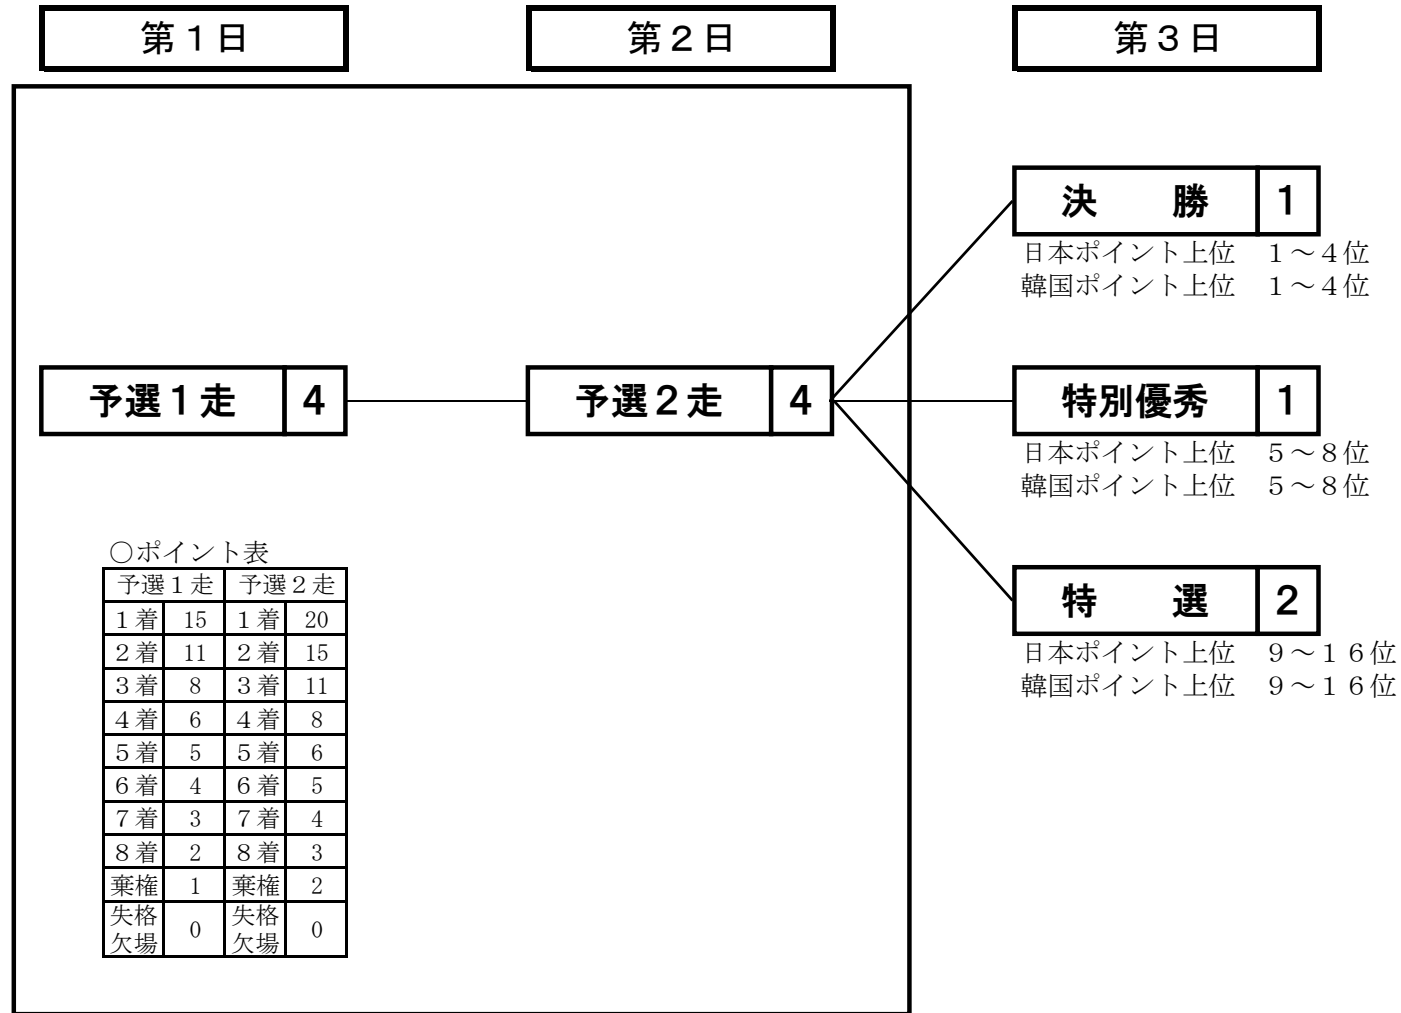 第１日 第２日 第３日
決　勝 1
日本ポイント上位　１～４位
韓国ポイント上位　１～４位
予選１走 4 予選２走 4 特別優秀 1
日本ポイント上位　５～８位
韓国ポイント上位　５～８位
○ポイント表
予選１走 予選２走
１着 15 １着 20
２着 11 ２着 15
３着 8 ３着 11
４着 6 ４着 8
５着 5 ５着 6
６着 4 ６着 5
７着 3 ７着 4
８着 2 ８着 3
棄権 1 棄権 2
失格 失格
欠場 0 欠場 0
特　選 2
日本ポイント上位　９～１６位
韓国ポイント上位　９～１６位